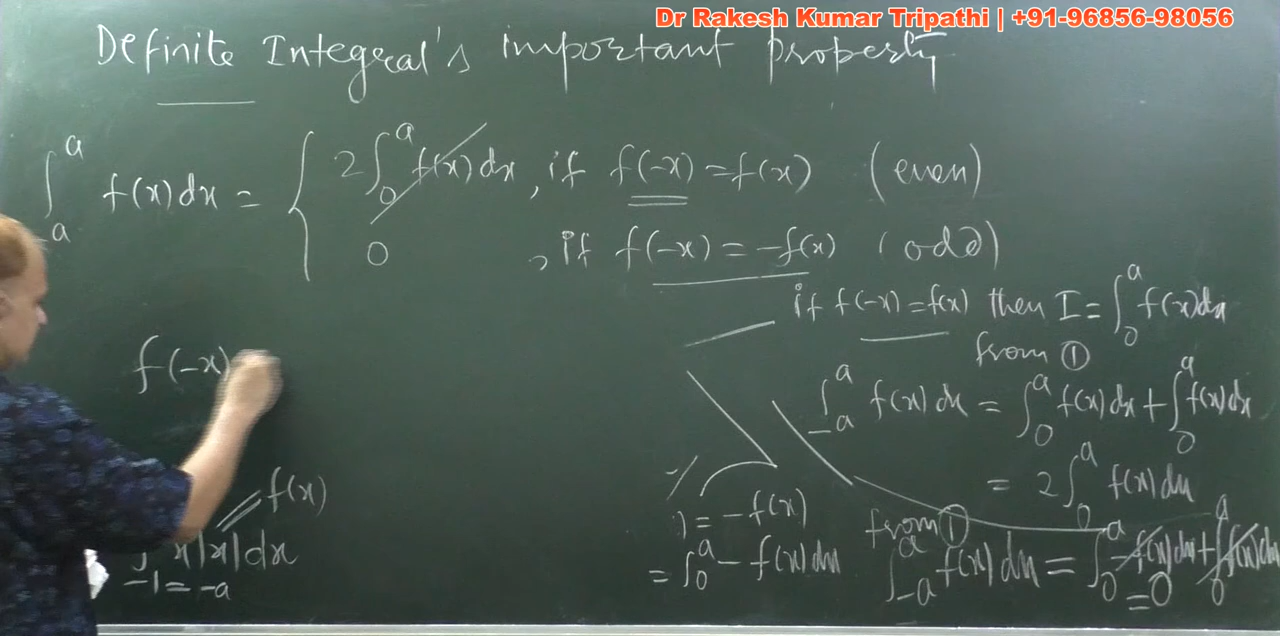 Dr Rakesh Kumar Tripathi | +91-96856-98056
Definite Integral's important property
∫_{-a}^{a} f(x)dx = { 2∫_0^a f(x)dx, if f(-x) = f(x) (even)
0 , if f(-x) = -f(x) (odd)
if f(-x) = f(x) then I = ∫_0^a f(x)dx
from ①
∫_{-a}^{a} f(x)dx = ∫_0^a f(x)dx + ∫_0^a f(x)dx
= 2∫_0^a f(x)dx
f(-x)
= f(x)
∫_{-1 = -a} x|x|dx
) = -f(x)
= ∫_0^a -f(x)dx
from ①
∫_{-a}^{a} f(x)dx = ∫_0^a -f(x)dx + ∫_0^a f(x)dx
= 0